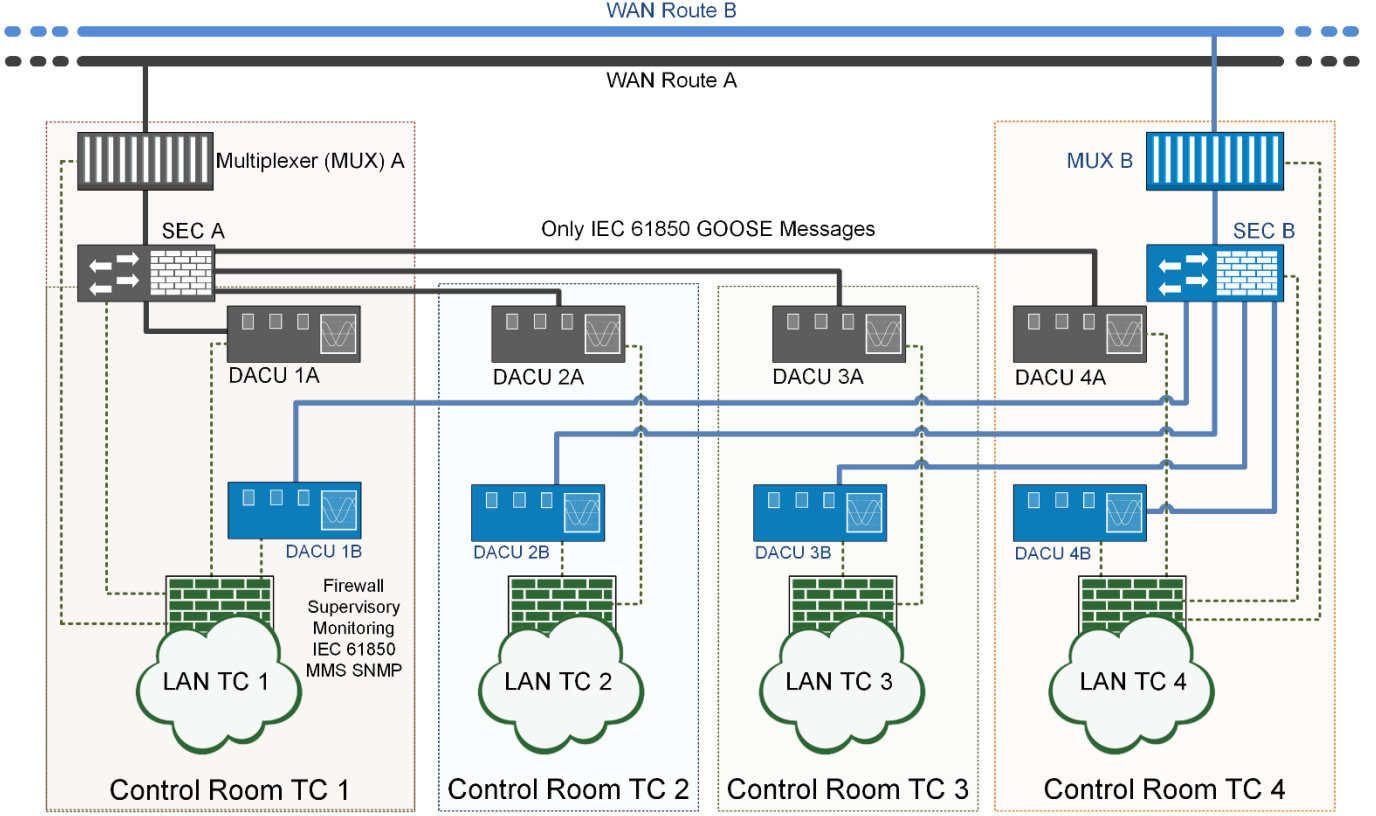 WAN Route B
WAN Route A
Multiplexer (MUX) A
MUX B
SEC A
Only IEC 61850 GOOSE Messages
SEC B
DACU 1A
DACU 2A
DACU 3A
DACU 4A
DACU 1B
DACU 2B
DACU 3B
DACU 4B
Firewall
Supervisory
Monitoring
IEC 61850
MMS SNMP
LAN TC 1
LAN TC 2
LAN TC 3
LAN TC 4
Control Room TC 1
Control Room TC 2
Control Room TC 3
Control Room TC 4